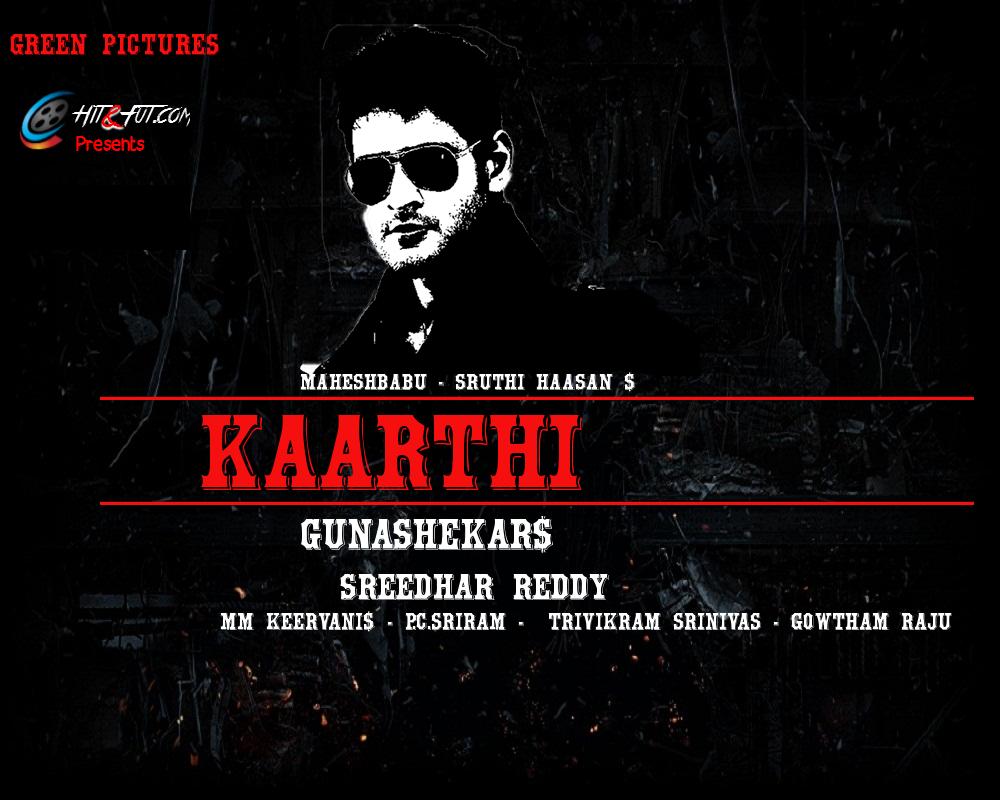 GREEN PICTURES
HIT&FUT.COM
Presents
MAHESHBABU - SRUTHI HAASAN $
KAARTHI
GUNASHEKAR$
SREEDHAR REDDY
MM KEERVANI$ - P.C.SRIRAM - TRIVIKRAM SRINIVAS - GOWTHAM RAJU